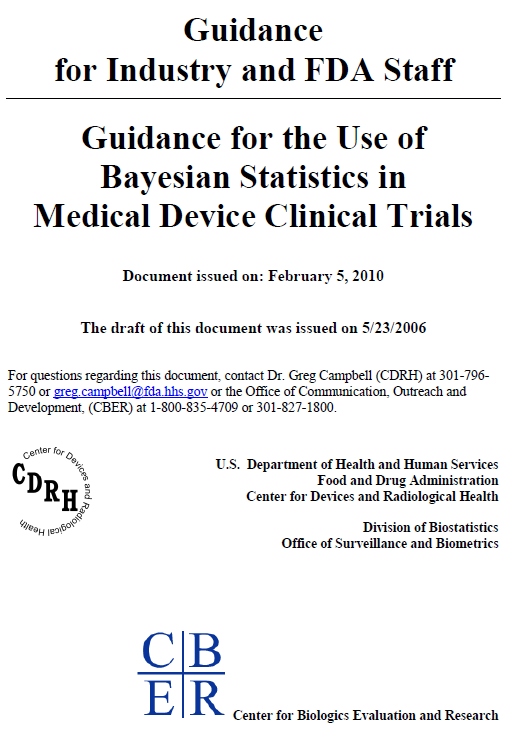 Guidance
for Industry and FDA Staff
Guidance for the Use of
Bayesian Statistics in
Medical Device Clinical Trials
Document issued on: February 5, 2010
The draft of this document was issued on 5/23/2006
For questions regarding this document, contact Dr. Greg Campbell (CDRH) at 301-796-
5750 or greg.campbell@fda.hhs.gov or the Office of Communication, Outreach and
Development, (CBER) at 1-800-835-4709 or 301-827-1800.
CDRH
Center for Devices and Radiological Health
U.S. Department of Health and Human Services
Food and Drug Administration
Center for Devices and Radiological Health
Division of Biostatistics
Office of Surveillance and Biometrics
CB
ER
Center for Biologics Evaluation and Research